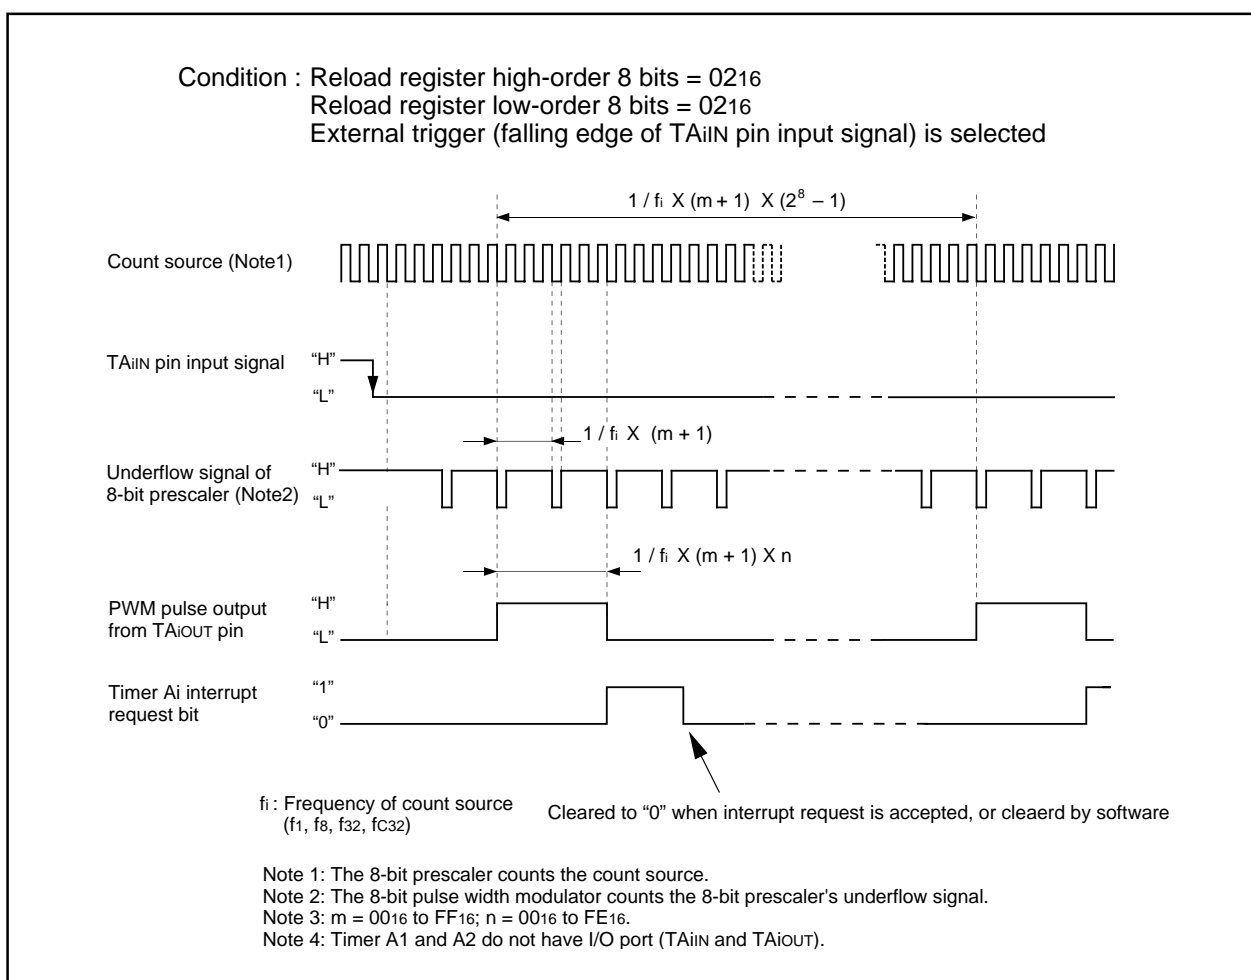 Condition : Reload register high-order 8 bits = 0216
Reload register low-order 8 bits = 0216
External trigger (falling edge of TAiIN pin input signal) is selected
1 / fi X (m + 1) X (2^8 – 1)
Count source (Note1)
TAiIN pin input signal
“H”
“L”
1 / fi X (m + 1)
Underflow signal of
8-bit prescaler (Note2)
“H”
“L”
1 / fi X (m + 1) X n
PWM pulse output
from TAiOUT pin
“H”
“L”
Timer Ai interrupt
request bit
“1”
“0”
fi : Frequency of count source
(f1, f8, f32, fC32)
Cleared to “0” when interrupt request is accepted, or cleaerd by software
Note 1: The 8-bit prescaler counts the count source.
Note 2: The 8-bit pulse width modulator counts the 8-bit prescaler's underflow signal.
Note 3: m = 0016 to FF16; n = 0016 to FE16.
Note 4: Timer A1 and A2 do not have I/O port (TAiIN and TAiOUT).